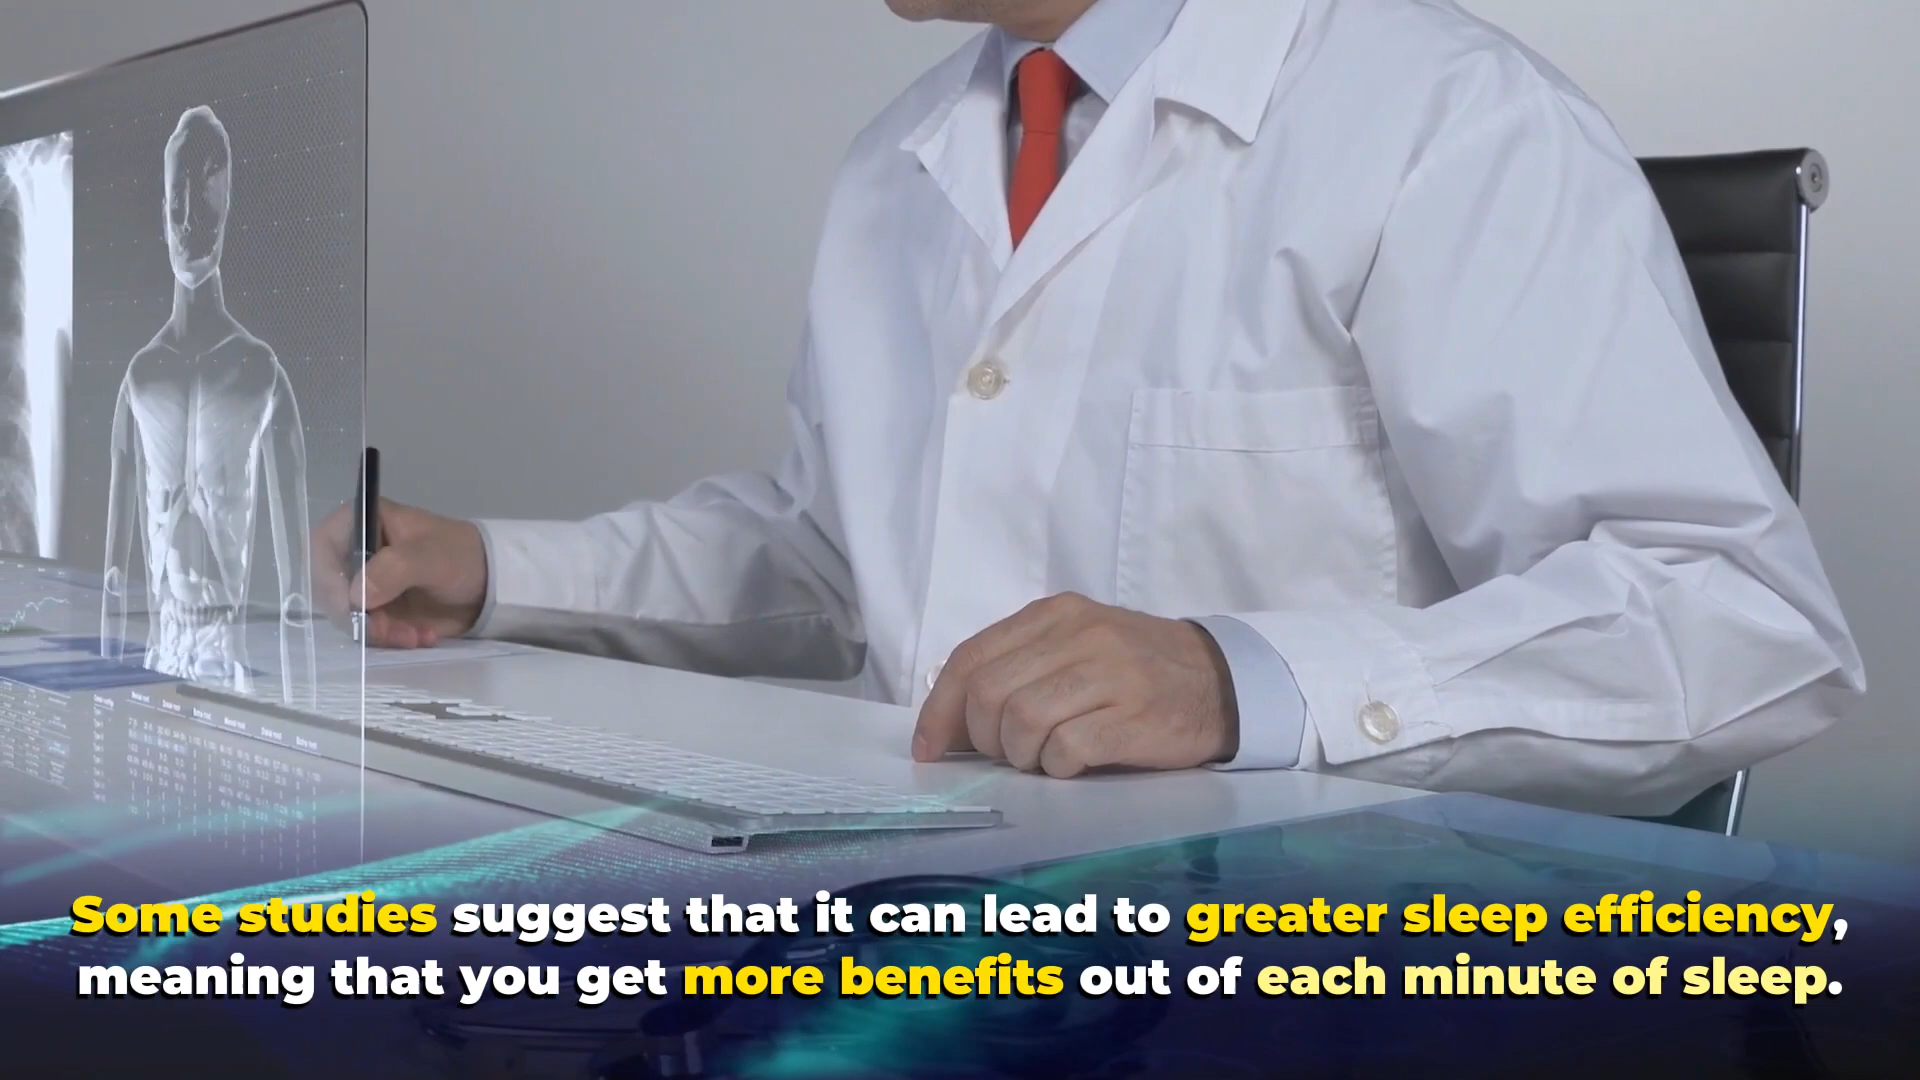 Some studies suggest that it can lead to greater sleep efficiency,
meaning that you get more benefits out of each minute of sleep.